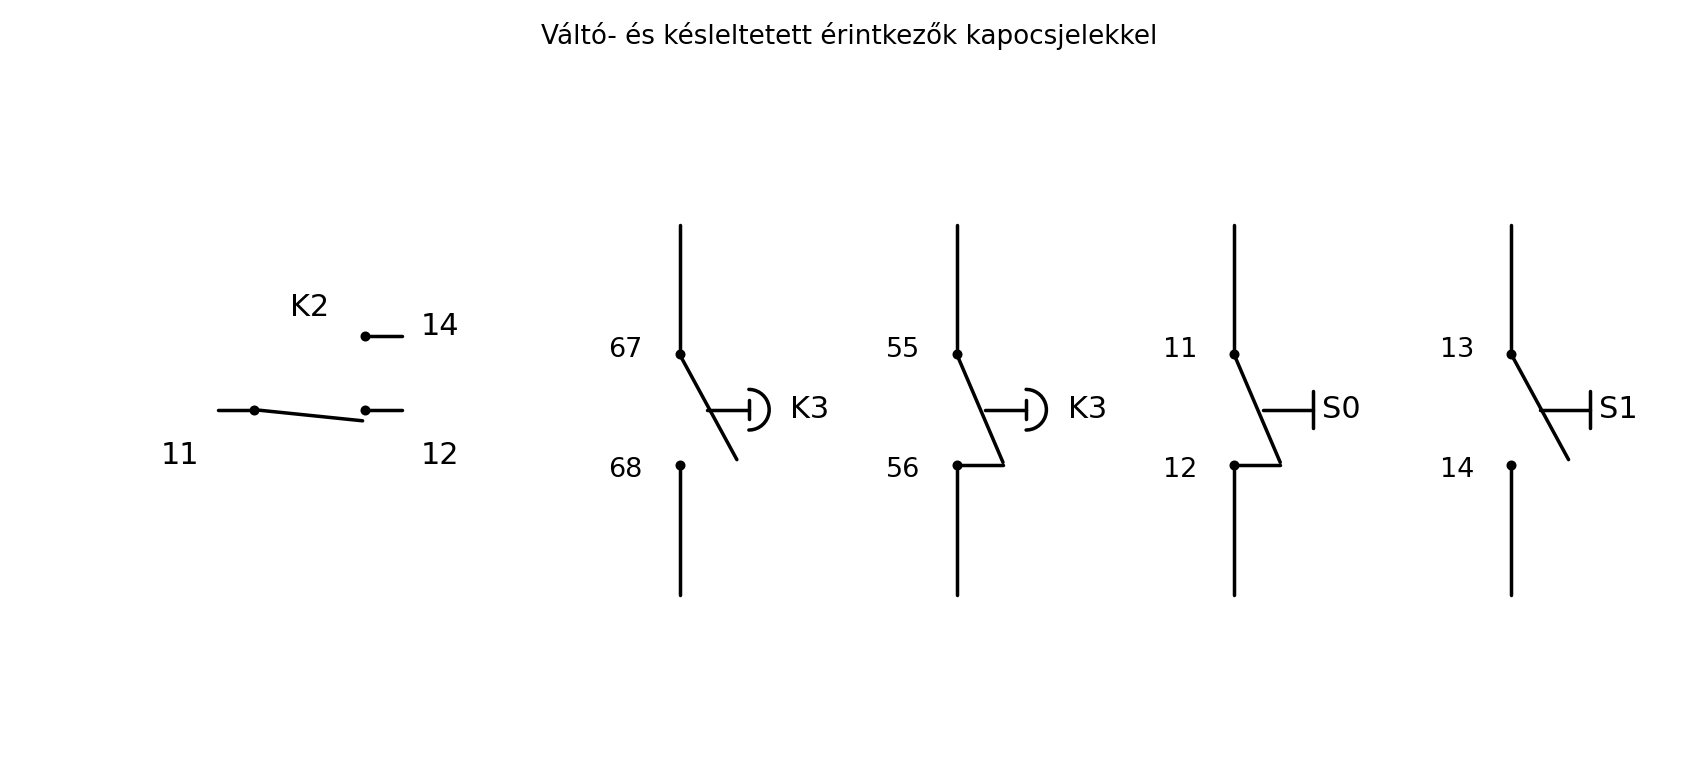 Váltó- és késleltetett érintkezők kapocsjelekkel
K2
14
11
12
67
K3
68
55
K3
56
11
S0
12
13
S1
14